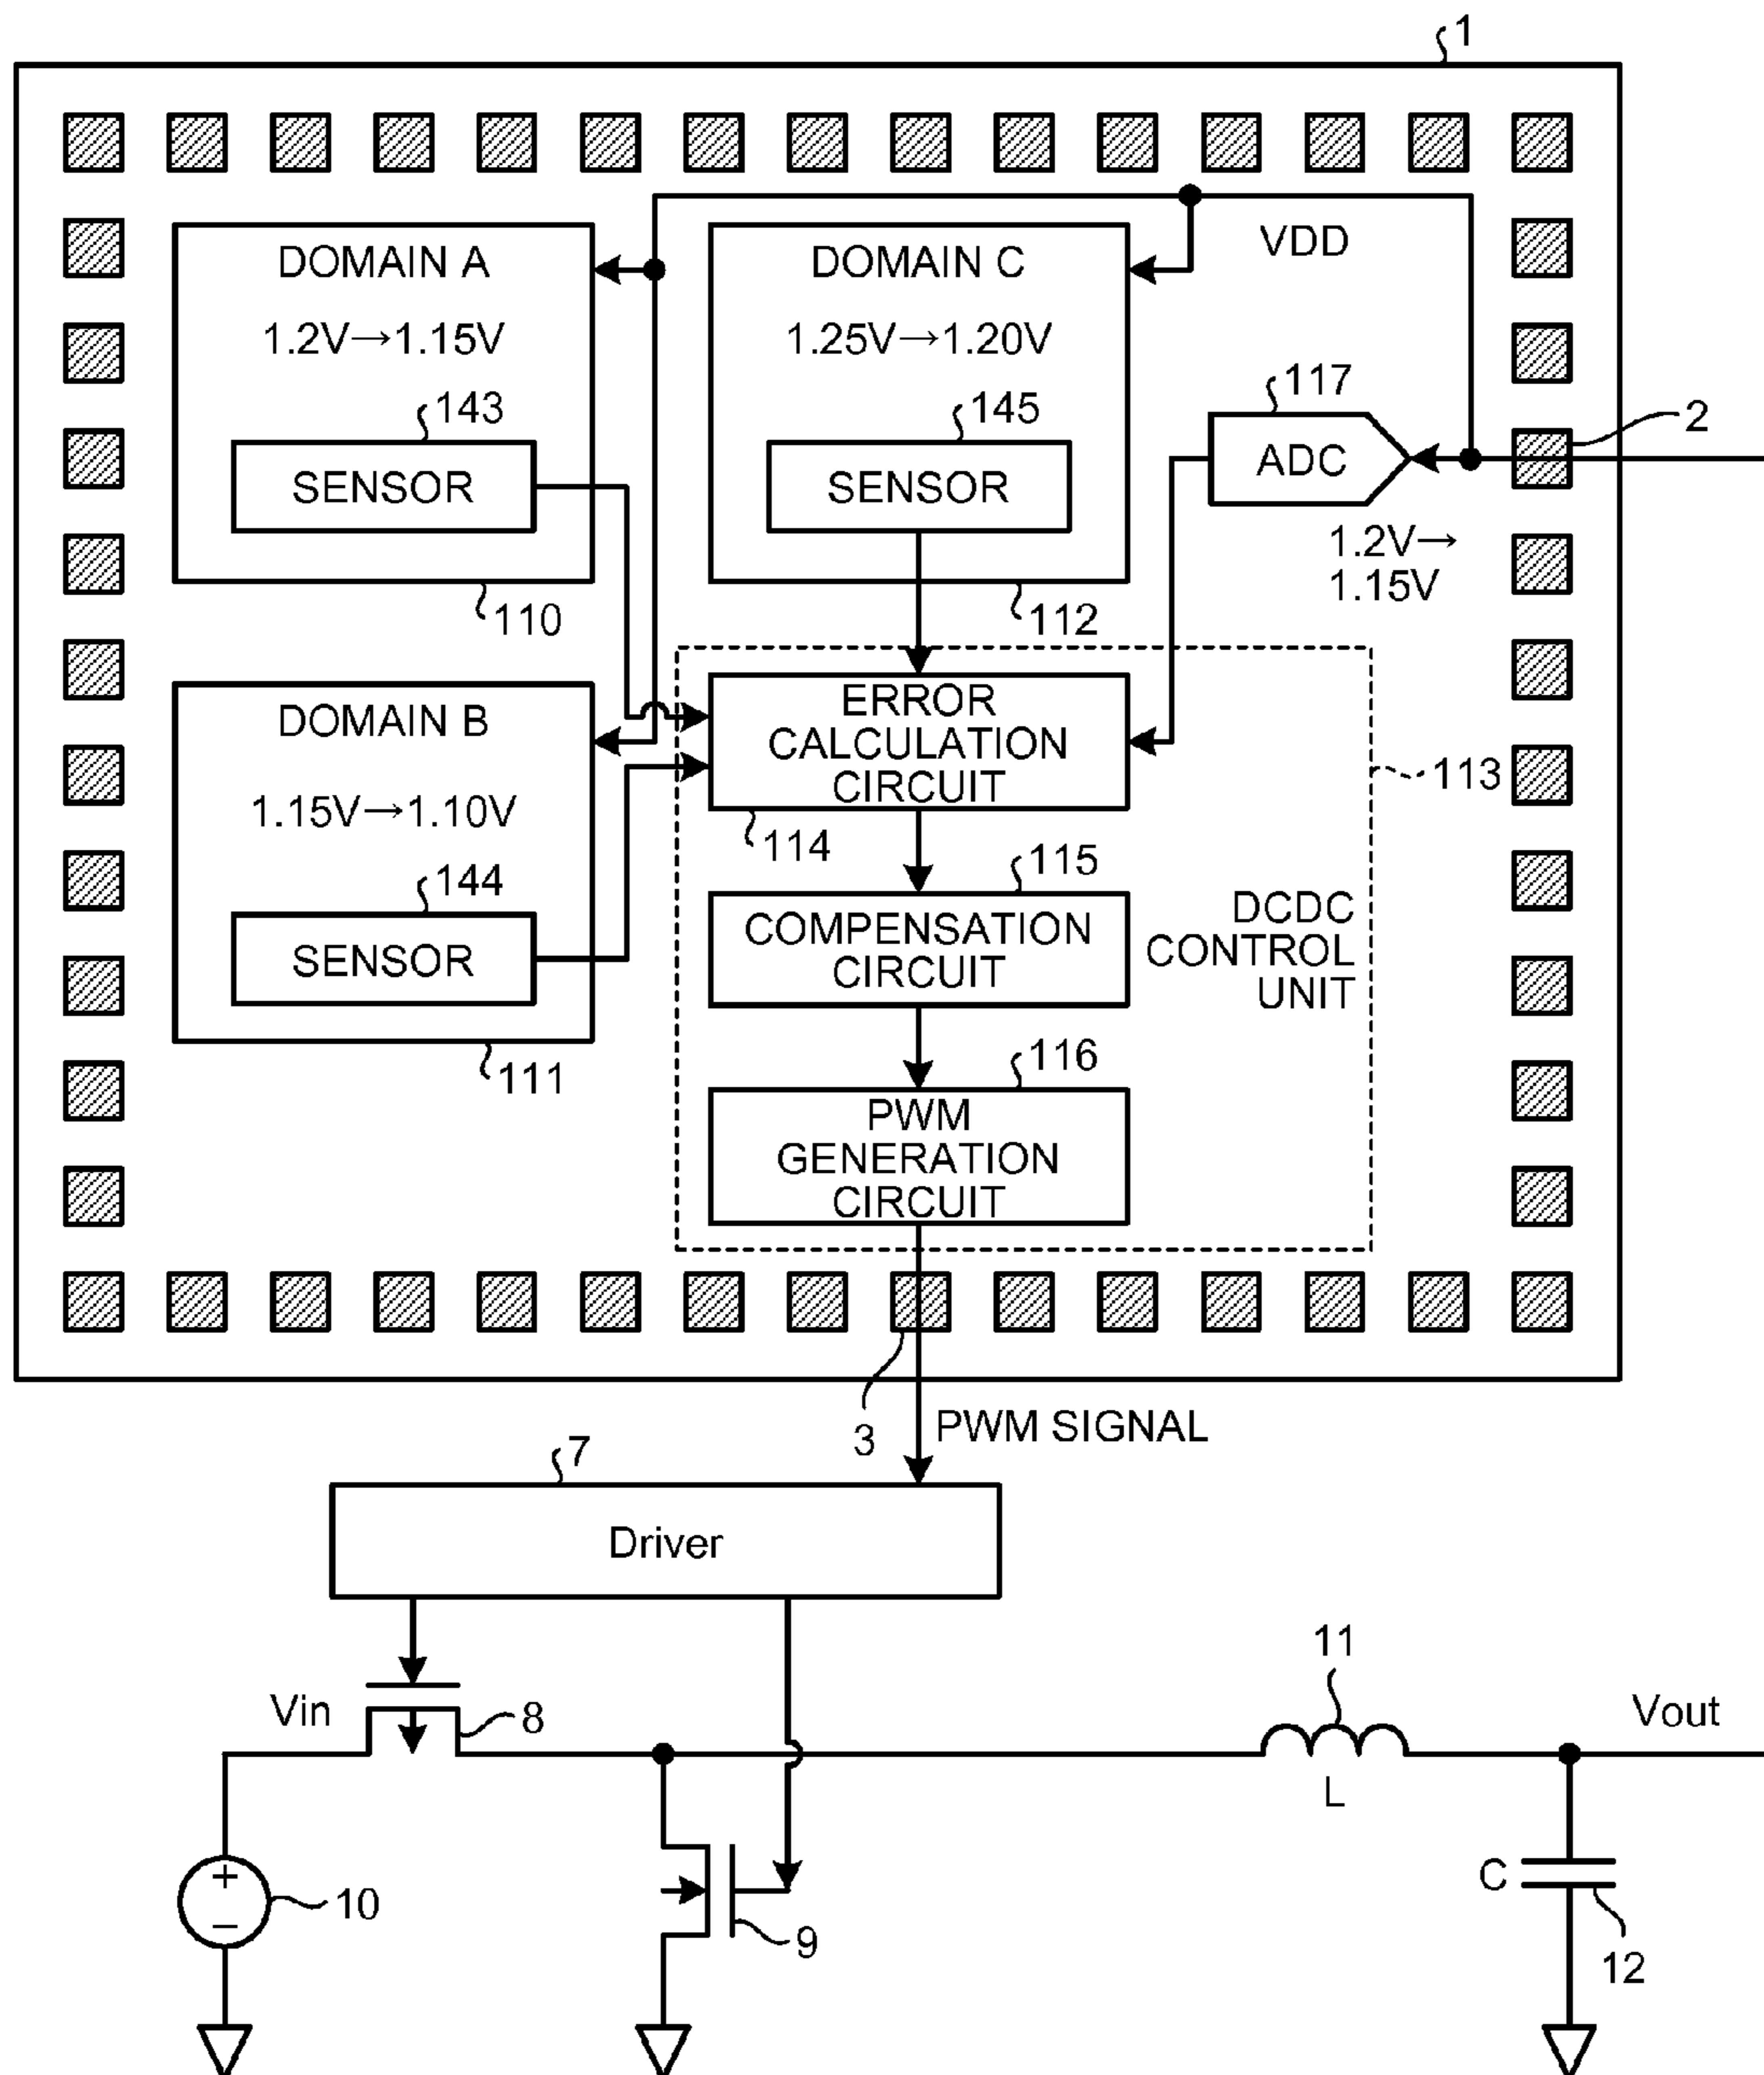 1
DOMAIN A
1.2V→1.15V
143
SENSOR
110
DOMAIN C
1.25V→1.20V
145
SENSOR
112
VDD
117
ADC
2
1.2V→
1.15V
DOMAIN B
1.15V→1.10V
144
SENSOR
111
ERROR
CALCULATION
CIRCUIT
114
113
115
COMPENSATION
CIRCUIT
DCDC
CONTROL
UNIT
116
PWM
GENERATION
CIRCUIT
3
PWM SIGNAL
7
Driver
Vin
8
11
L
Vout
10
+
−
9
C
12